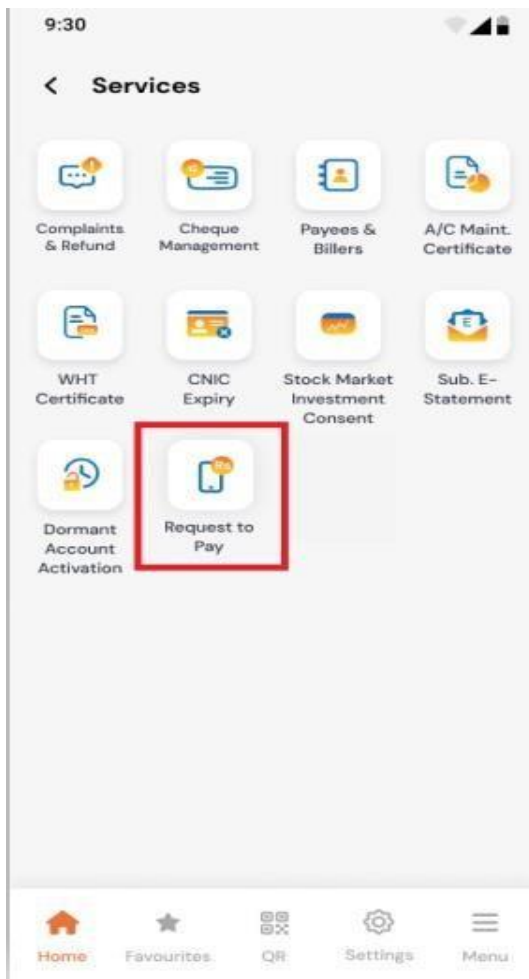 9:30
Services
Complaints
& Refund
Cheque
Management
Payees &
Billers
A/C Maint.
Certificate
WHT
Certificate
CNIC
Expiry
Stock Market
Investment
Consent
E
Sub. E-
Statement
Dormant
Account
Activation
Rs
Request to
Pay
Home
Favourites
QR
Settings
Menu